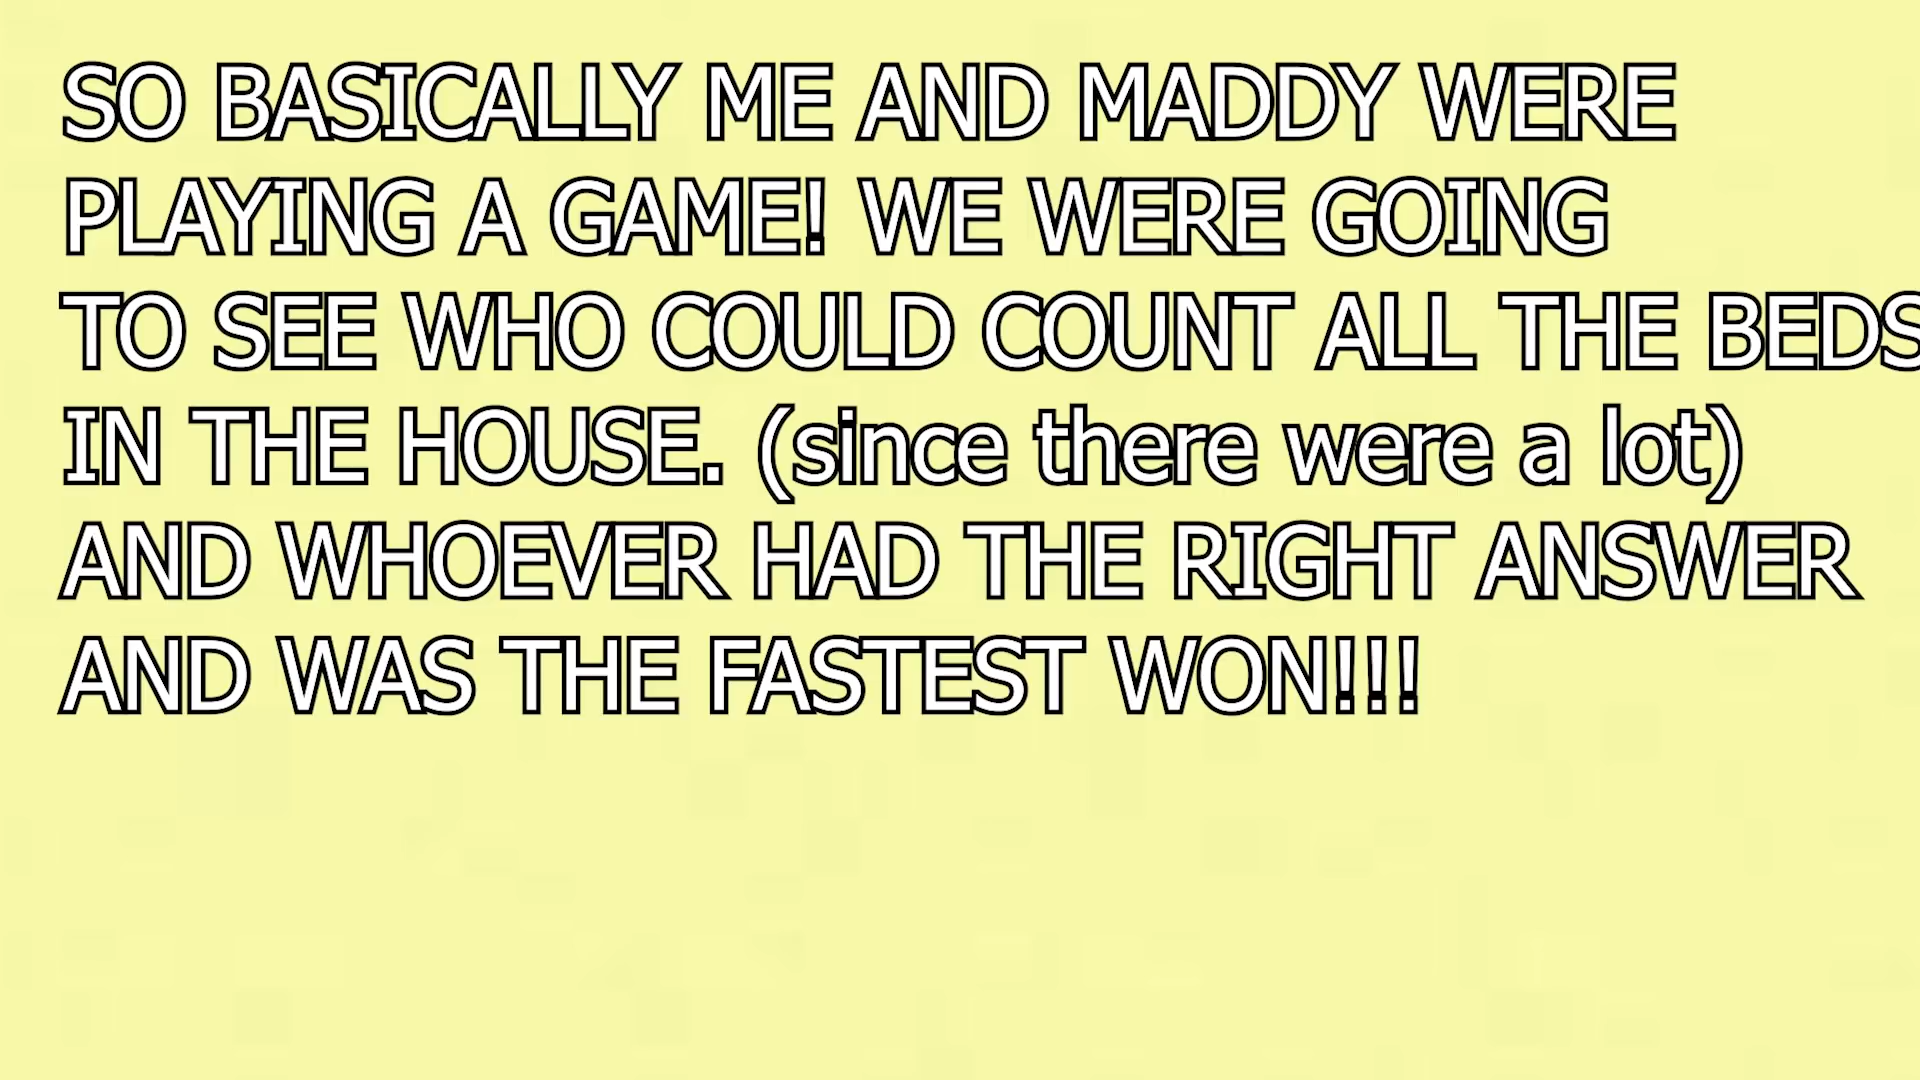 SO BASICALLY ME AND MADDY WERE
PLAYING A GAME! WE WERE GOING
TO SEE WHO COULD COUNT ALL THE BEDS
IN THE HOUSE. (since there were a lot)
AND WHOEVER HAD THE RIGHT ANSWER
AND WAS THE FASTEST WON!!!